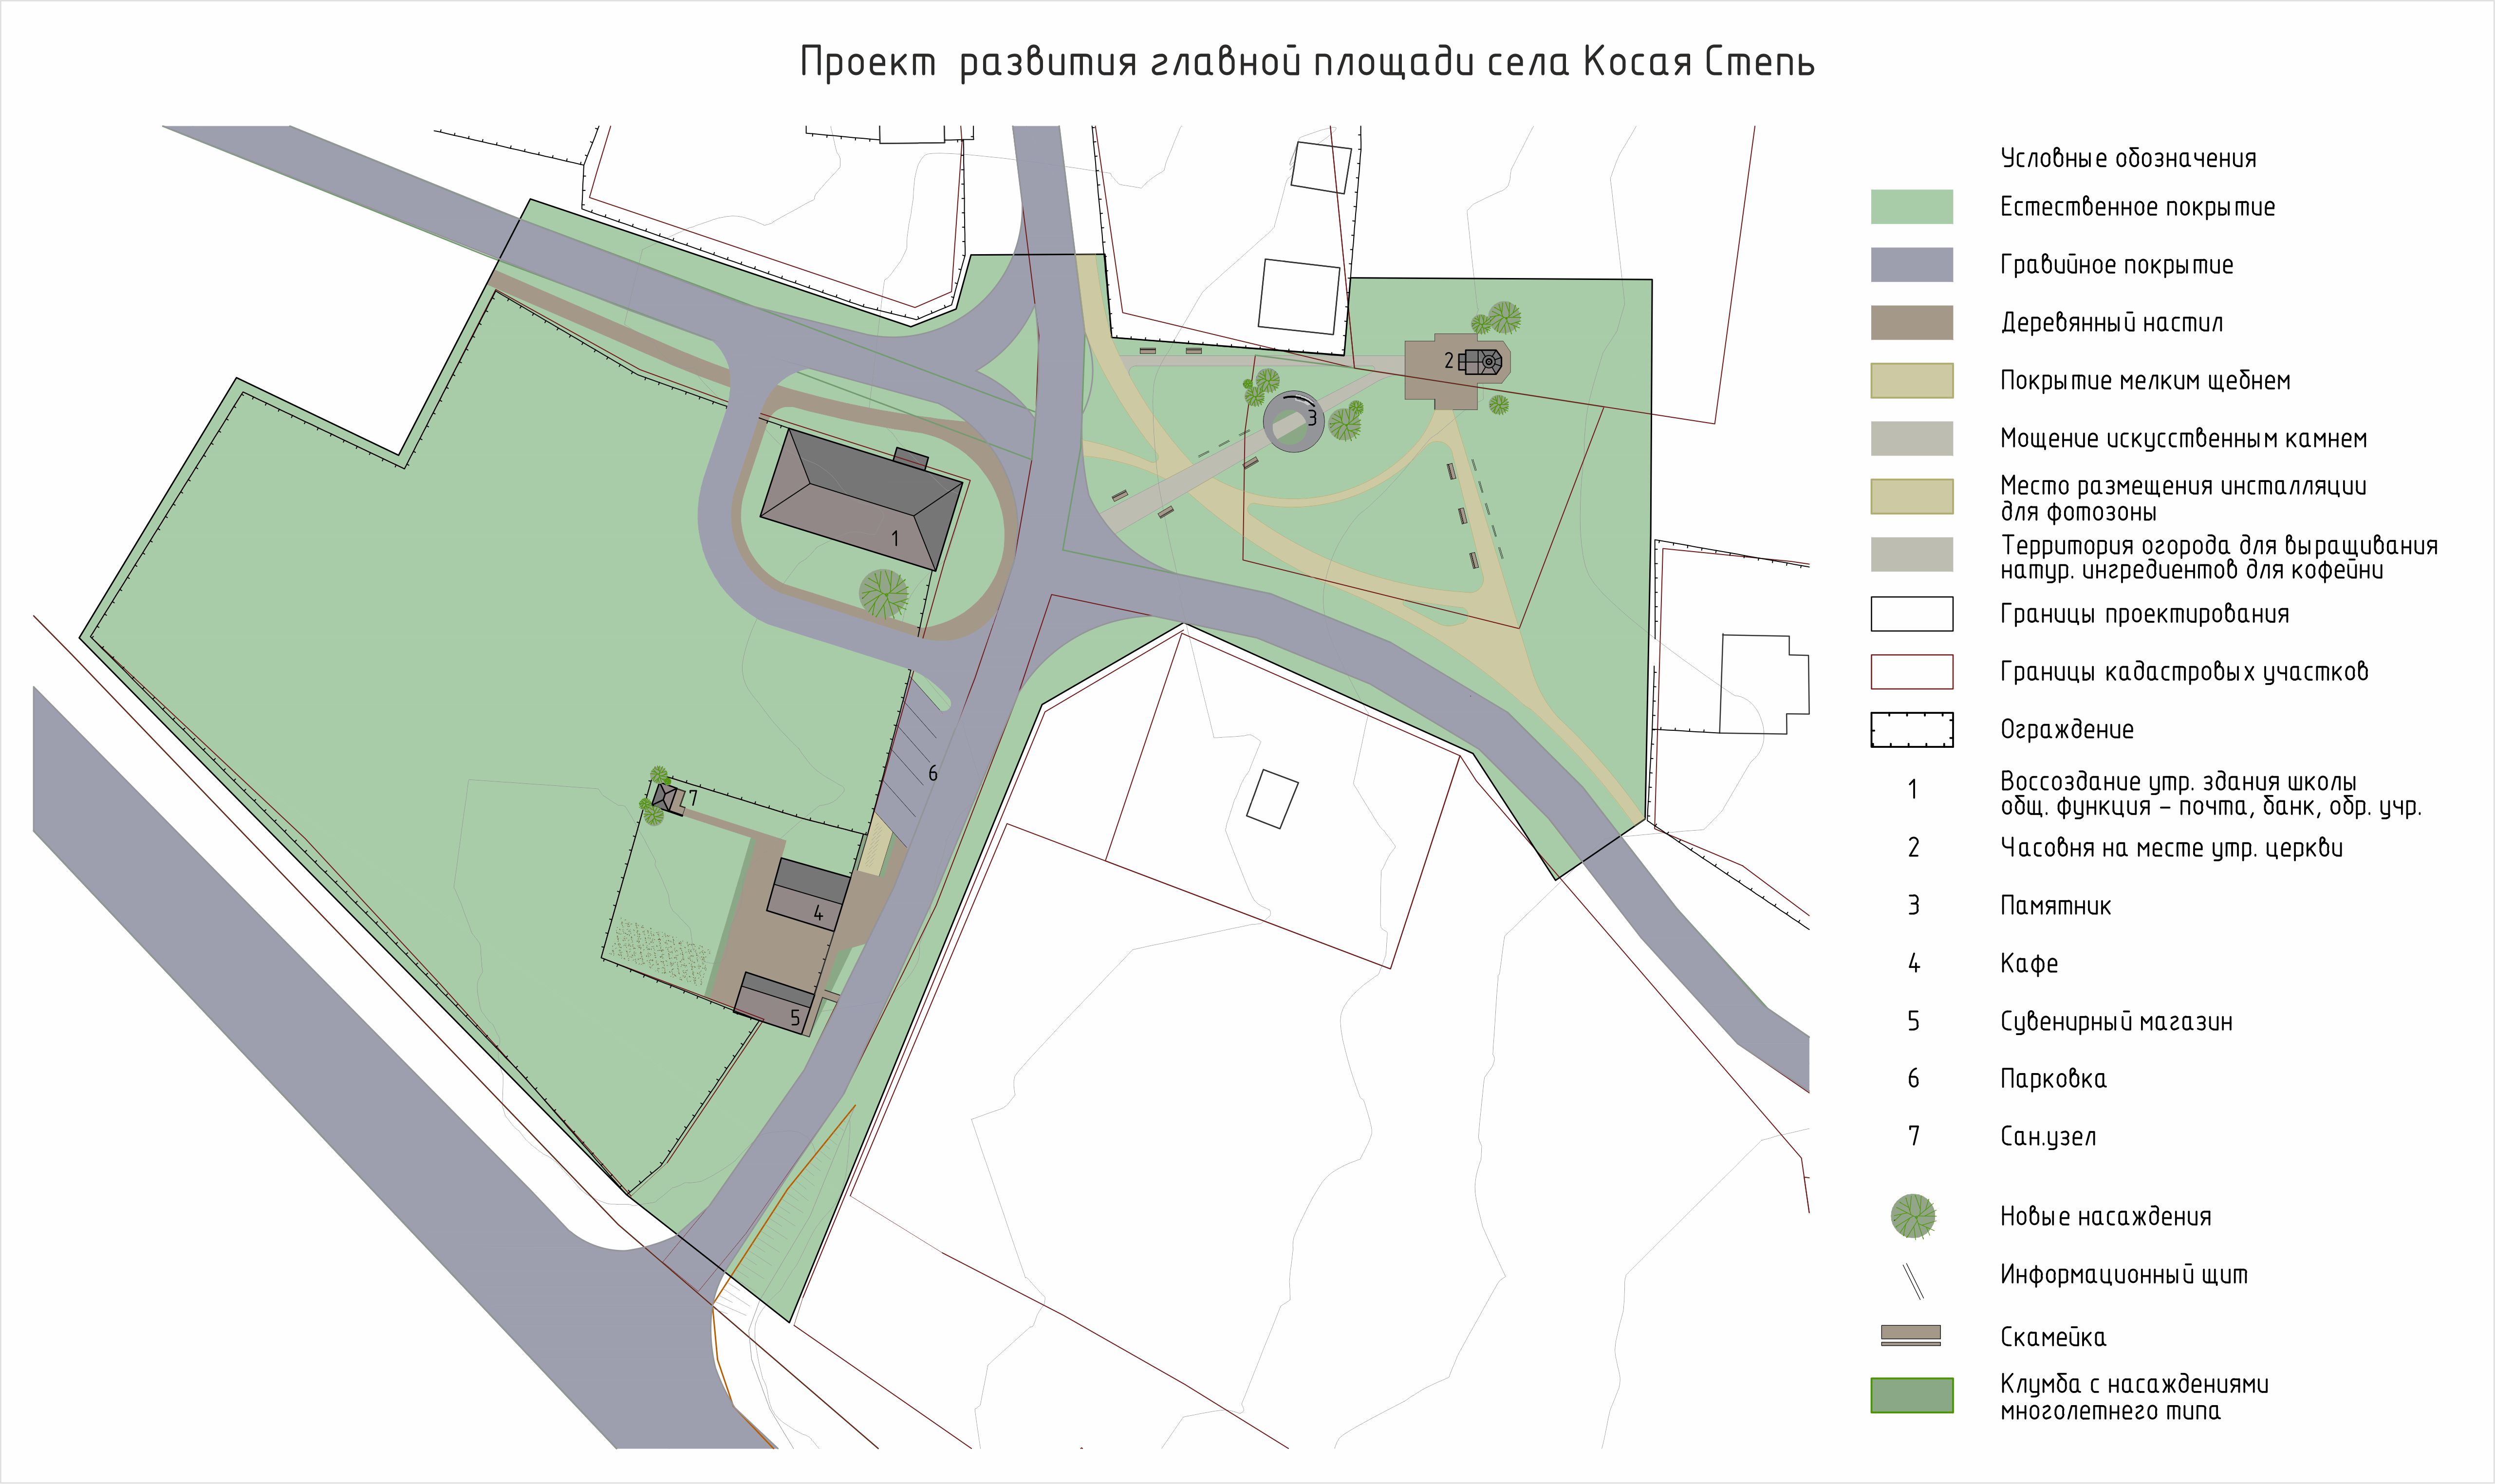 Проект развития главной площади села Косая Степь
1
2
3
4
5
6
7
Условные обозначения
Естественное покрытие
Гравийное покрытие
Деревянный настил
Покрытие мелким щебнем
Мощение искусственным камнем
Место размещения инсталляции
для фотозоны
Территория огорода для выращивания
натур. ингредиентов для кофейни
Границы проектирования
Границы кадастровых участков
Ограждение
1 Воссоздание утр. здания школы
общ. функция – почта, банк, обр. учр.
2 Часовня на месте утр. церкви
3 Памятник
4 Кафе
5 Сувенирный магазин
6 Парковка
7 Сан.узел
Новые насаждения
Информационный щит
Скамейка
Клумба с насаждениями
многолетнего типа